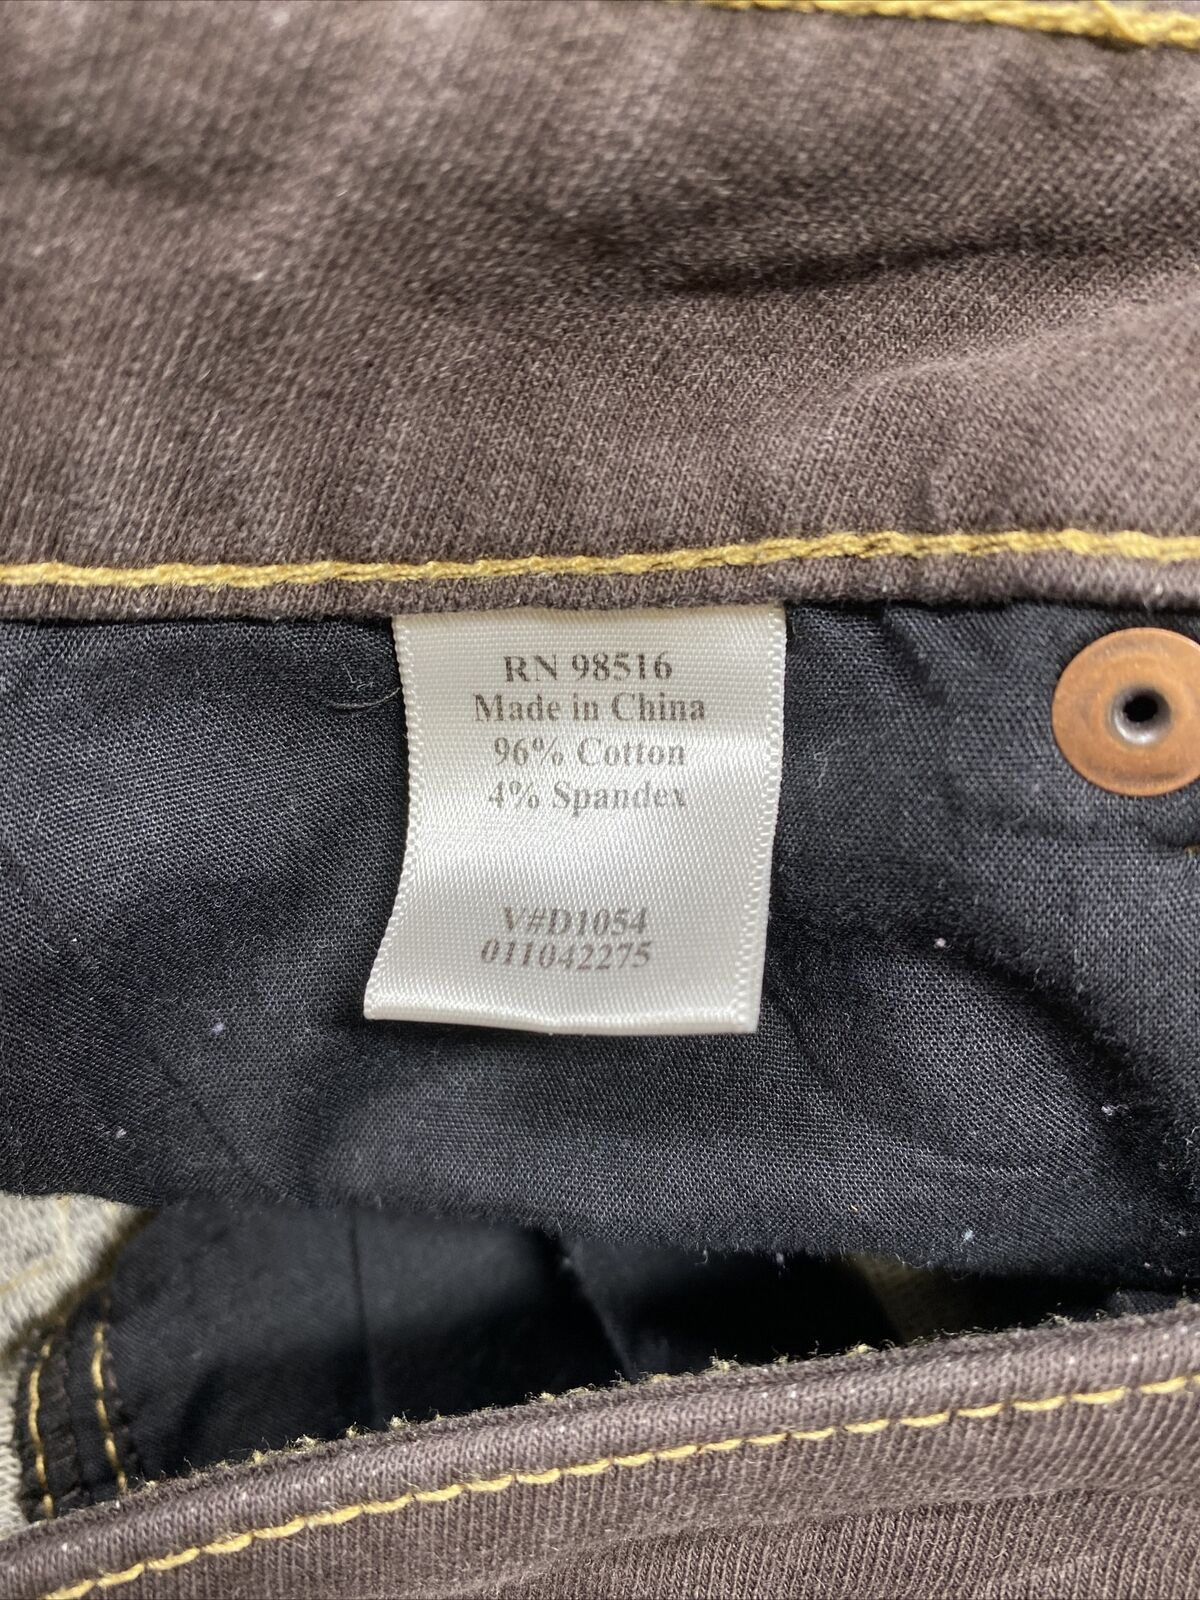 RN 98516
Made in China
96% Cotton
4% Spandex
V#D1054
011042275